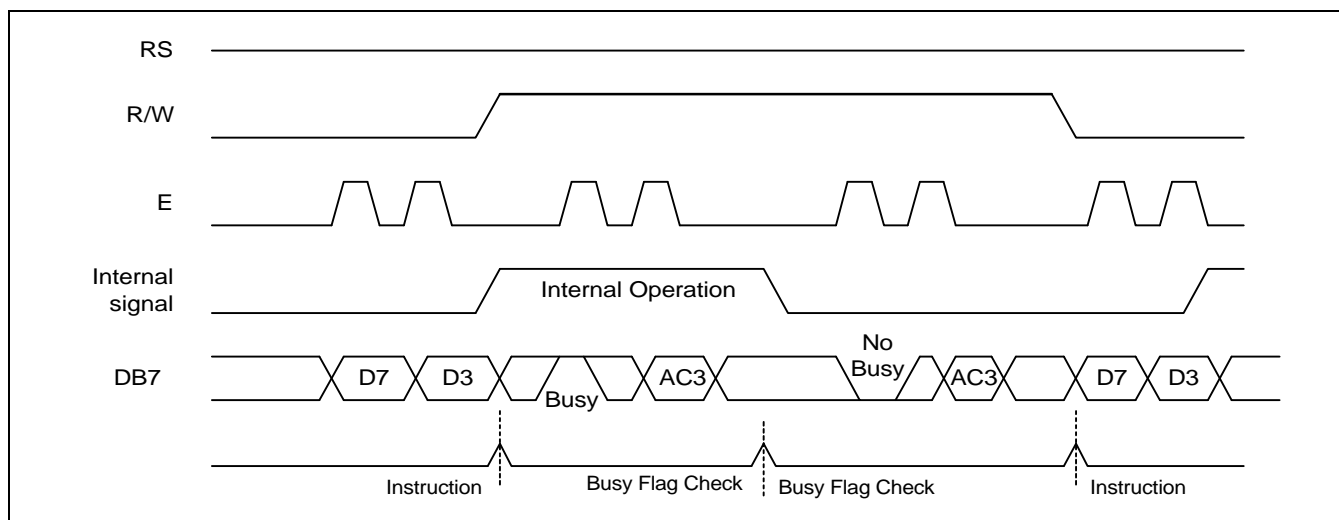 RS
R/W
E
Internal
signal
Internal Operation
DB7
D7
D3
Busy
AC3
No
Busy
AC3
D7
D3
Instruction
Busy Flag Check
Busy Flag Check
Instruction